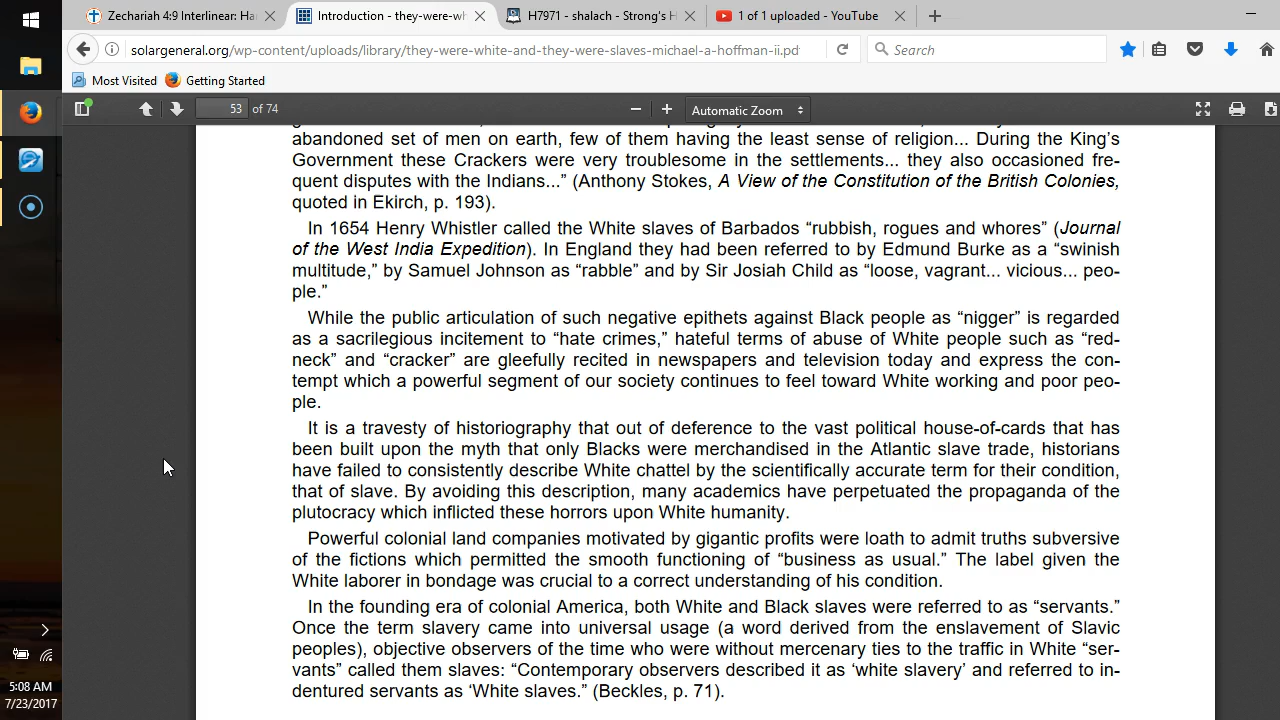 Zechariah 4:9 Interlinear: Ha
Introduction - they-were-wh
H7971 - shalach - Strong's H
1 of 1 uploaded - YouTube
solargeneral.org/wp-content/uploads/library/they-were-white-and-they-were-slaves-michael-a-hoffman-ii.pdf
Search
Most Visited
Getting Started
53 of 74
Automatic Zoom
abandoned set of men on earth, few of them having the least sense of religion... During the King's
Government these Crackers were very troublesome in the settlements... they also occasioned fre-
quent disputes with the Indians...” (Anthony Stokes, A View of the Constitution of the British Colonies,
quoted in Ekirch, p. 193).
In 1654 Henry Whistler called the White slaves of Barbados “rubbish, rogues and whores” (Journal
of the West India Expedition). In England they had been referred to by Edmund Burke as a “swinish
multitude,” by Samuel Johnson as “rabble” and by Sir Josiah Child as “loose, vagrant... vicious... peo-
ple.”
While the public articulation of such negative epithets against Black people as “nigger” is regarded
as a sacrilegious incitement to “hate crimes,” hateful terms of abuse of White people such as “red-
neck” and “cracker” are gleefully recited in newspapers and television today and express the con-
tempt which a powerful segment of our society continues to feel toward White working and poor peo-
ple.
It is a travesty of historiography that out of deference to the vast political house-of-cards that has
been built upon the myth that only Blacks were merchandised in the Atlantic slave trade, historians
have failed to consistently describe White chattel by the scientifically accurate term for their condition,
that of slave. By avoiding this description, many academics have perpetuated the propaganda of the
plutocracy which inflicted these horrors upon White humanity.
Powerful colonial land companies motivated by gigantic profits were loath to admit truths subversive
of the fictions which permitted the smooth functioning of “business as usual.” The label given the
White laborer in bondage was crucial to a correct understanding of his condition.
In the founding era of colonial America, both White and Black slaves were referred to as “servants.”
Once the term slavery came into universal usage (a word derived from the enslavement of Slavic
peoples), objective observers of the time who were without mercenary ties to the traffic in White “ser-
vants” called them slaves: “Contemporary observers described it as ‘white slavery’ and referred to in-
dentured servants as ‘White slaves.” (Beckles, p. 71).
5:08 AM
7/23/2017